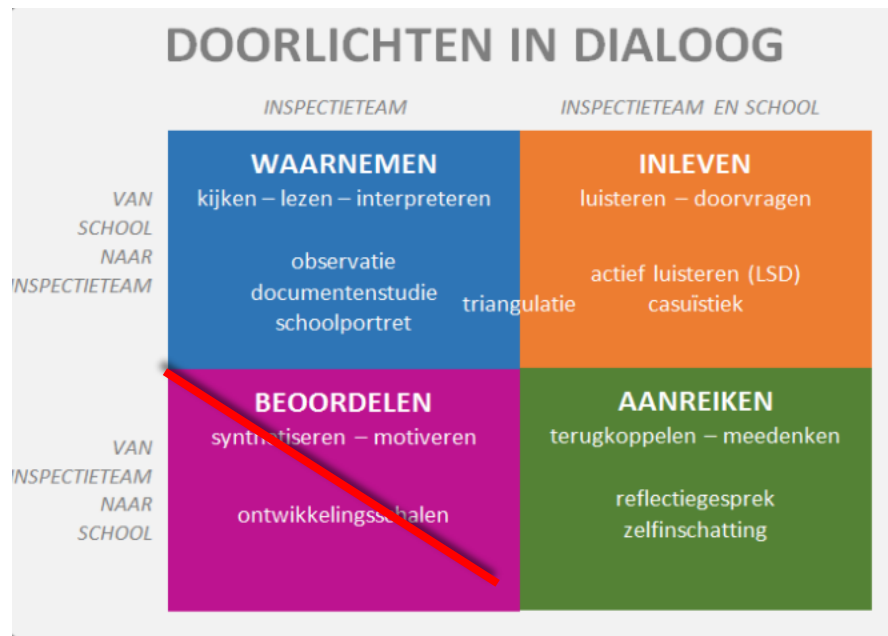 DOORLICHTEN IN DIALOOG
INSPECTIETEAM
INSPECTIETEAM EN SCHOOL
VAN
SCHOOL
NAAR
INSPECTIETEAM
WAARNEMEN
kijken – lezen – interpreteren
observatie
documentenstudie
schoolportret
triangulatie
INLEVEN
luisteren – doorvragen
actief luisteren (LSD)
casuïstiek
VAN
INSPECTIETEAM
NAAR
SCHOOL
BEOORDELEN
synthetiseren – motiveren
ontwikkelingsschalen
AANREIKEN
terugkoppelen – meedenken
reflectiegesprek
zelfinschatting